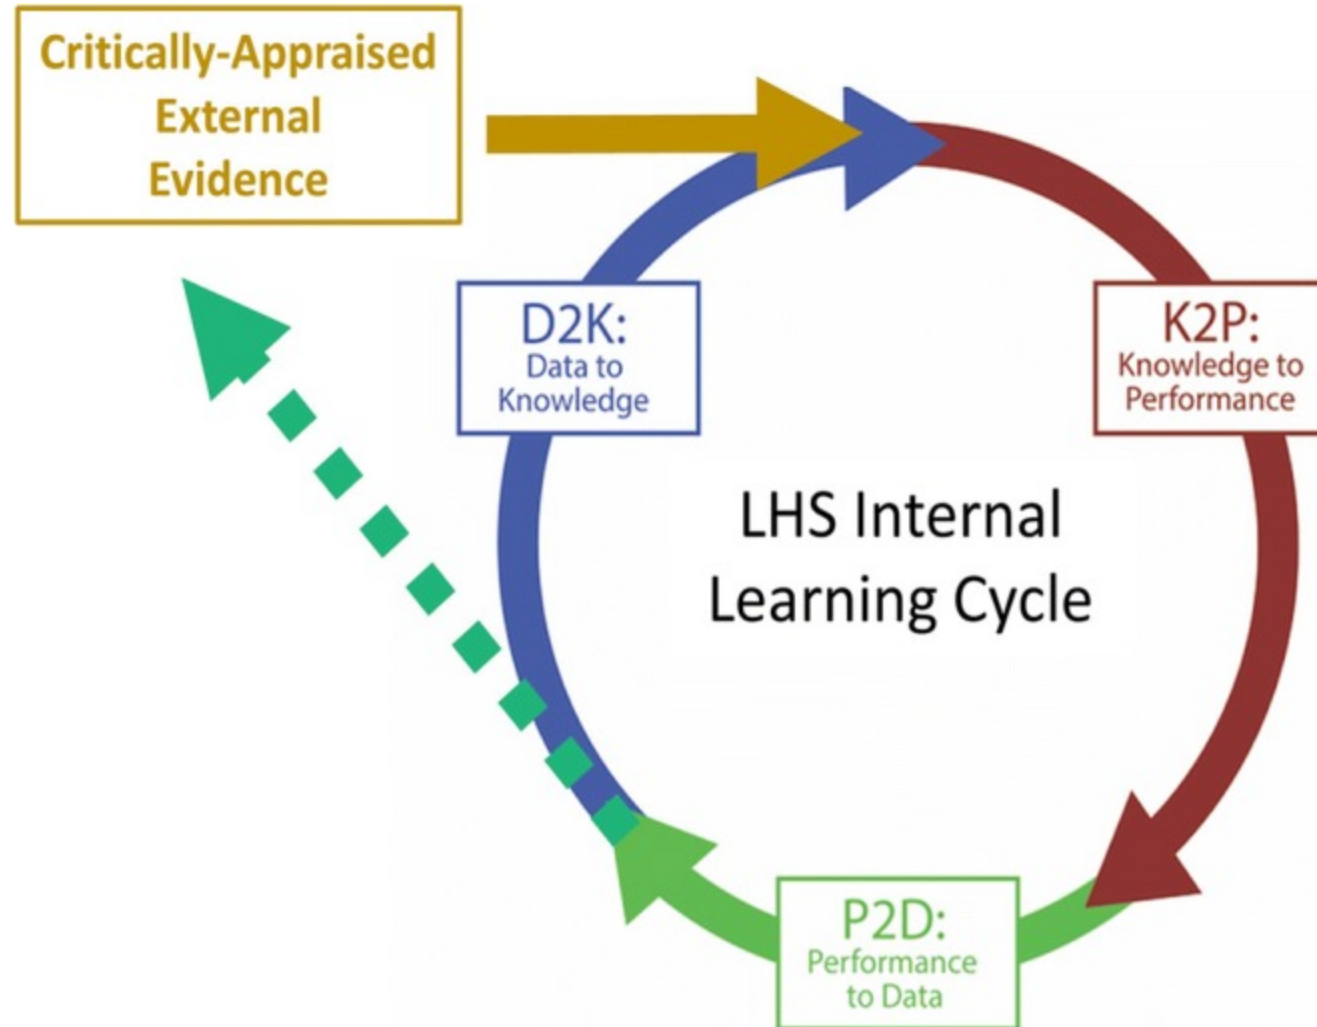 Critically-Appraised
External
Evidence
D2K:
Data to
Knowledge
K2P:
Knowledge to
Performance
LHS Internal
Learning Cycle
P2D:
Performance
to Data